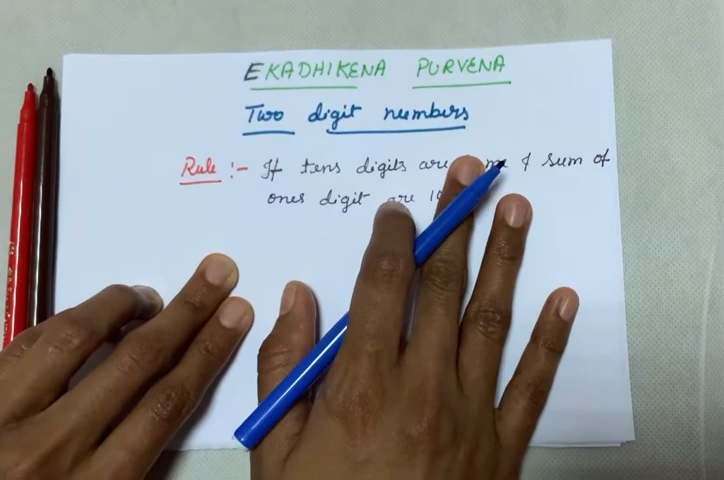 EKADHIKENA PURVENA
Two digit numbers
Rule :- If tens digits are & sum of
ones digit are